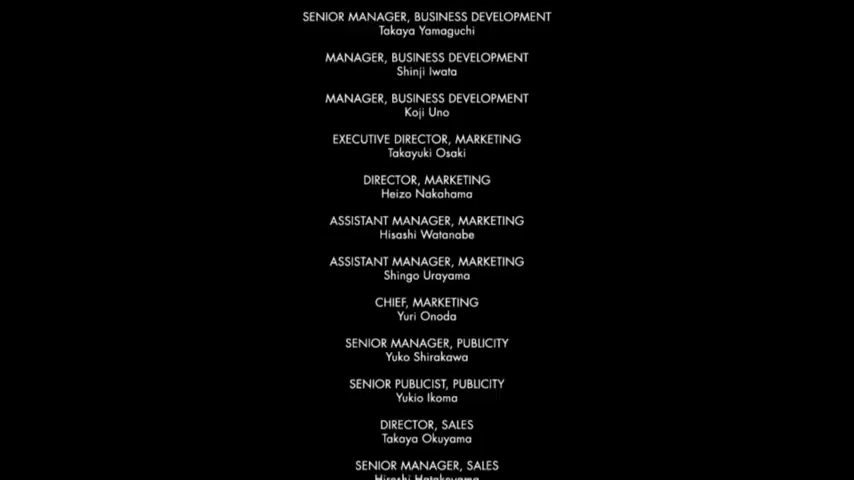 SENIOR MANAGER, BUSINESS DEVELOPMENT
Takaya Yamaguchi
MANAGER, BUSINESS DEVELOPMENT
Shinji Iwata
MANAGER, BUSINESS DEVELOPMENT
Koji Uno
EXECUTIVE DIRECTOR, MARKETING
Takayuki Osaki
DIRECTOR, MARKETING
Heizo Nakahama
ASSISTANT MANAGER, MARKETING
Hisashi Watanabe
ASSISTANT MANAGER, MARKETING
Shingo Urayama
CHIEF, MARKETING
Yuri Onoda
SENIOR MANAGER, PUBLICITY
Yuko Shirakawa
SENIOR PUBLICIST, PUBLICITY
Yukio Ikoma
DIRECTOR, SALES
Takaya Okuyama
SENIOR MANAGER, SALES